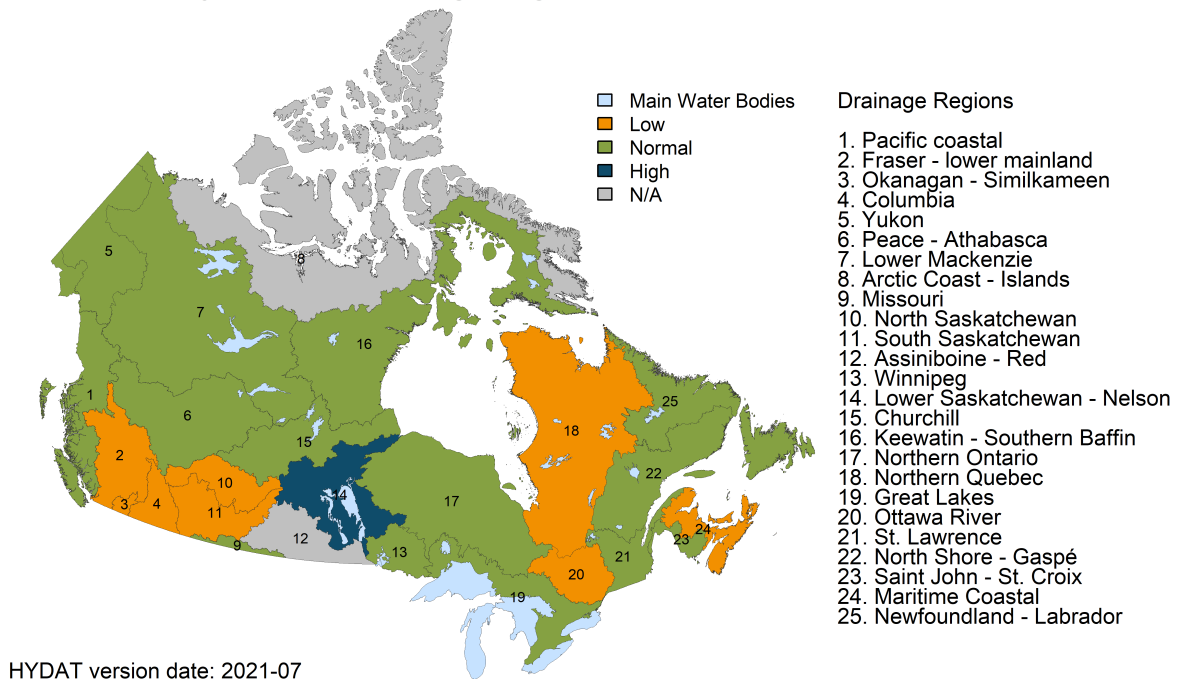 Main Water Bodies
Low
Normal
High
N/A
Drainage Regions
1. Pacific coastal
2. Fraser - lower mainland
3. Okanagan - Similkameen
4. Columbia
5. Yukon
6. Peace - Athabasca
7. Lower Mackenzie
8. Arctic Coast - Islands
9. Missouri
10. North Saskatchewan
11. South Saskatchewan
12. Assiniboine - Red
13. Winnipeg
14. Lower Saskatchewan - Nelson
15. Churchill
16. Keewatin - Southern Baffin
17. Northern Ontario
18. Northern Quebec
19. Great Lakes
20. Ottawa River
21. St. Lawrence
22. North Shore - Gaspé
23. Saint John - St. Croix
24. Maritime Coastal
25. Newfoundland - Labrador
5
8
7
16
1
6
25
15
18
2
22
10
14
17
3
4
11
24
12
23
9
13
21
20
19
HYDAT version date: 2021-07